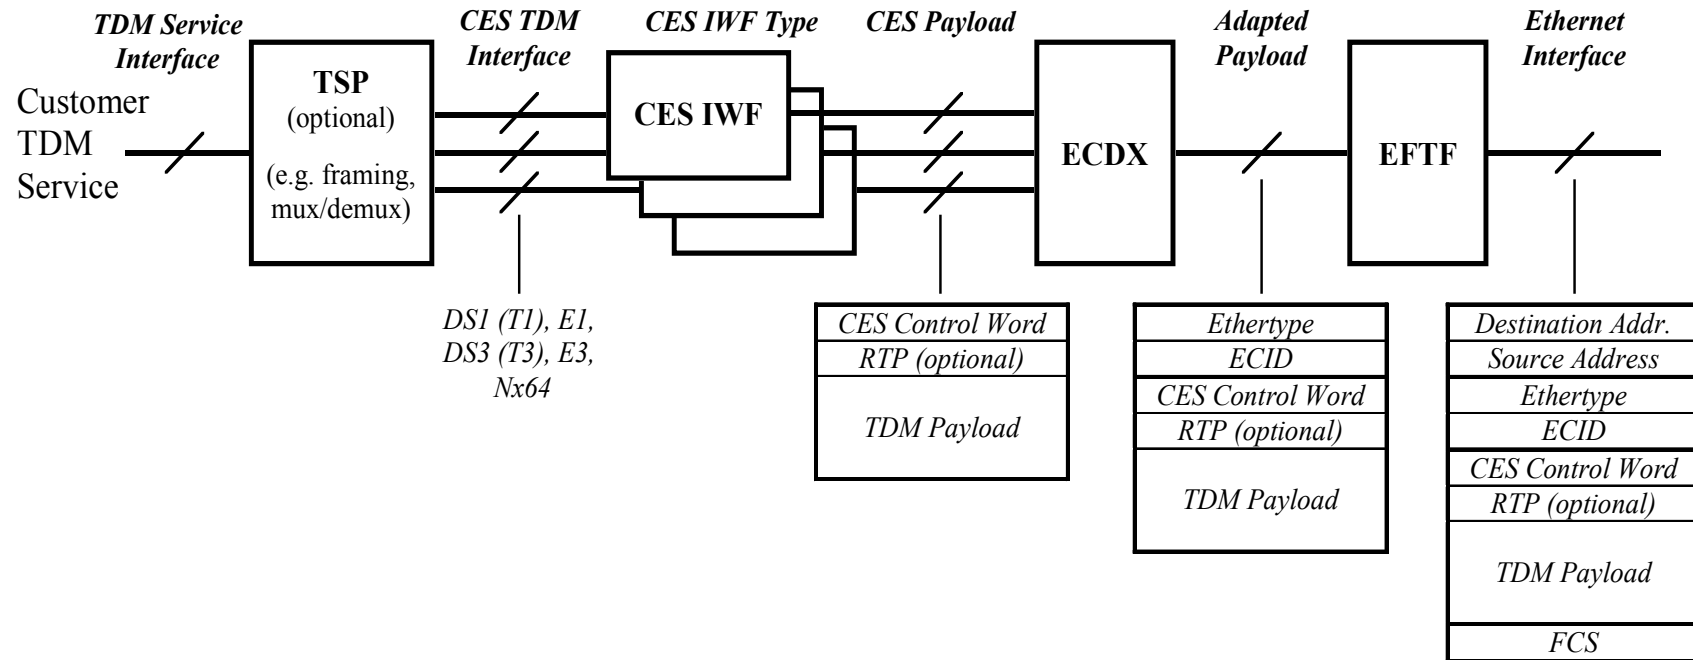 TDM Service
Interface
CES TDM
Interface
CES IWF Type
CES Payload
Adapted
Payload
Ethernet
Interface
Customer
TDM
Service
TSP
(optional)
(e.g. framing,
mux/demux)
CES IWF
ECDX
EFTF
DS1 (T1), E1,
DS3 (T3), E3,
Nx64
CES Control Word
RTP (optional)
TDM Payload
Ethertype
ECID
CES Control Word
RTP (optional)
TDM Payload
Destination Addr.
Source Address
Ethertype
ECID
CES Control Word
RTP (optional)
TDM Payload
FCS